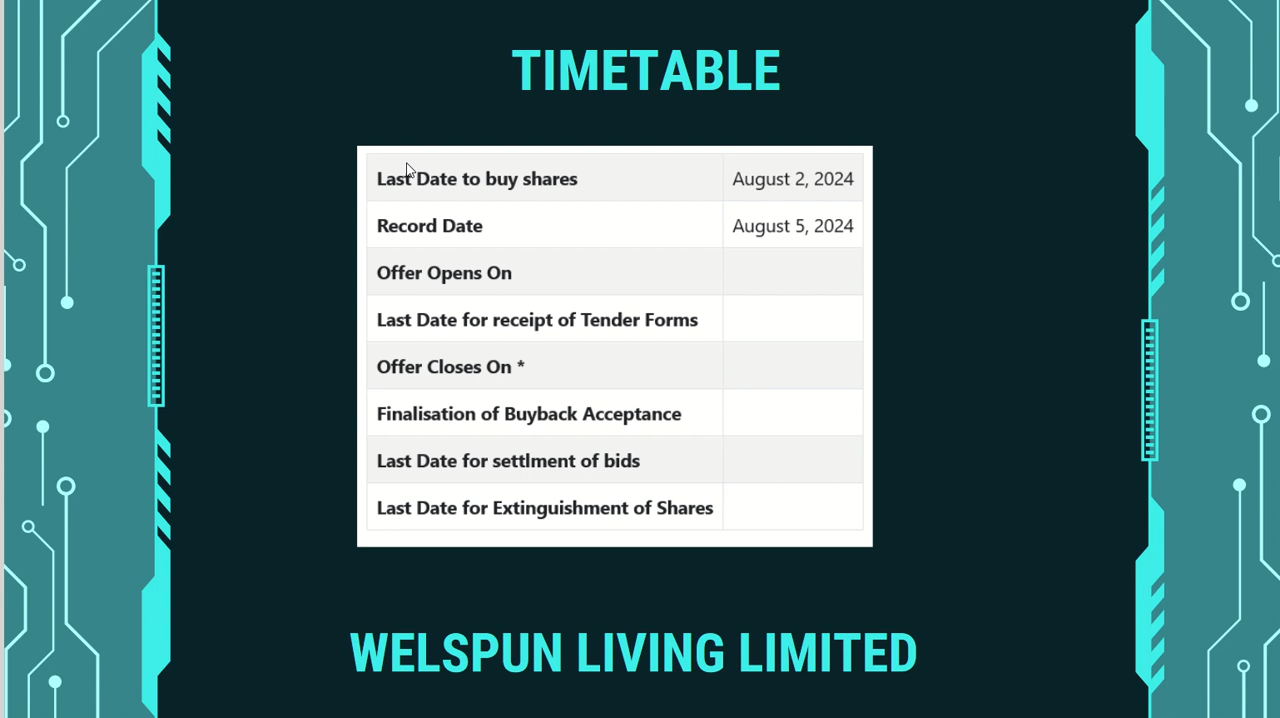 TIMETABLE
Last Date to buy shares August 2, 2024
Record Date August 5, 2024
Offer Opens On
Last Date for receipt of Tender Forms
Offer Closes On *
Finalisation of Buyback Acceptance
Last Date for settlment of bids
Last Date for Extinguishment of Shares
WELSPUN LIVING LIMITED